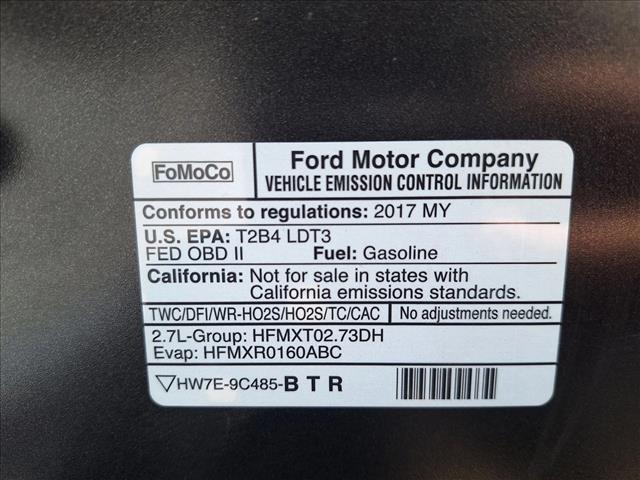 FoMoCo
Ford Motor Company
VEHICLE EMISSION CONTROL INFORMATION
Conforms to regulations: 2017 MY
U.S. EPA: T2B4 LDT3
FED OBD II Fuel: Gasoline
California: Not for sale in states with
California emissions standards.
TWC/DFI/WR-HO2S/HO2S/TC/CAC No adjustments needed.
2.7L-Group: HFMXT02.73DH
Evap: HFMXR0160ABC
HW7E-9C485-BTR